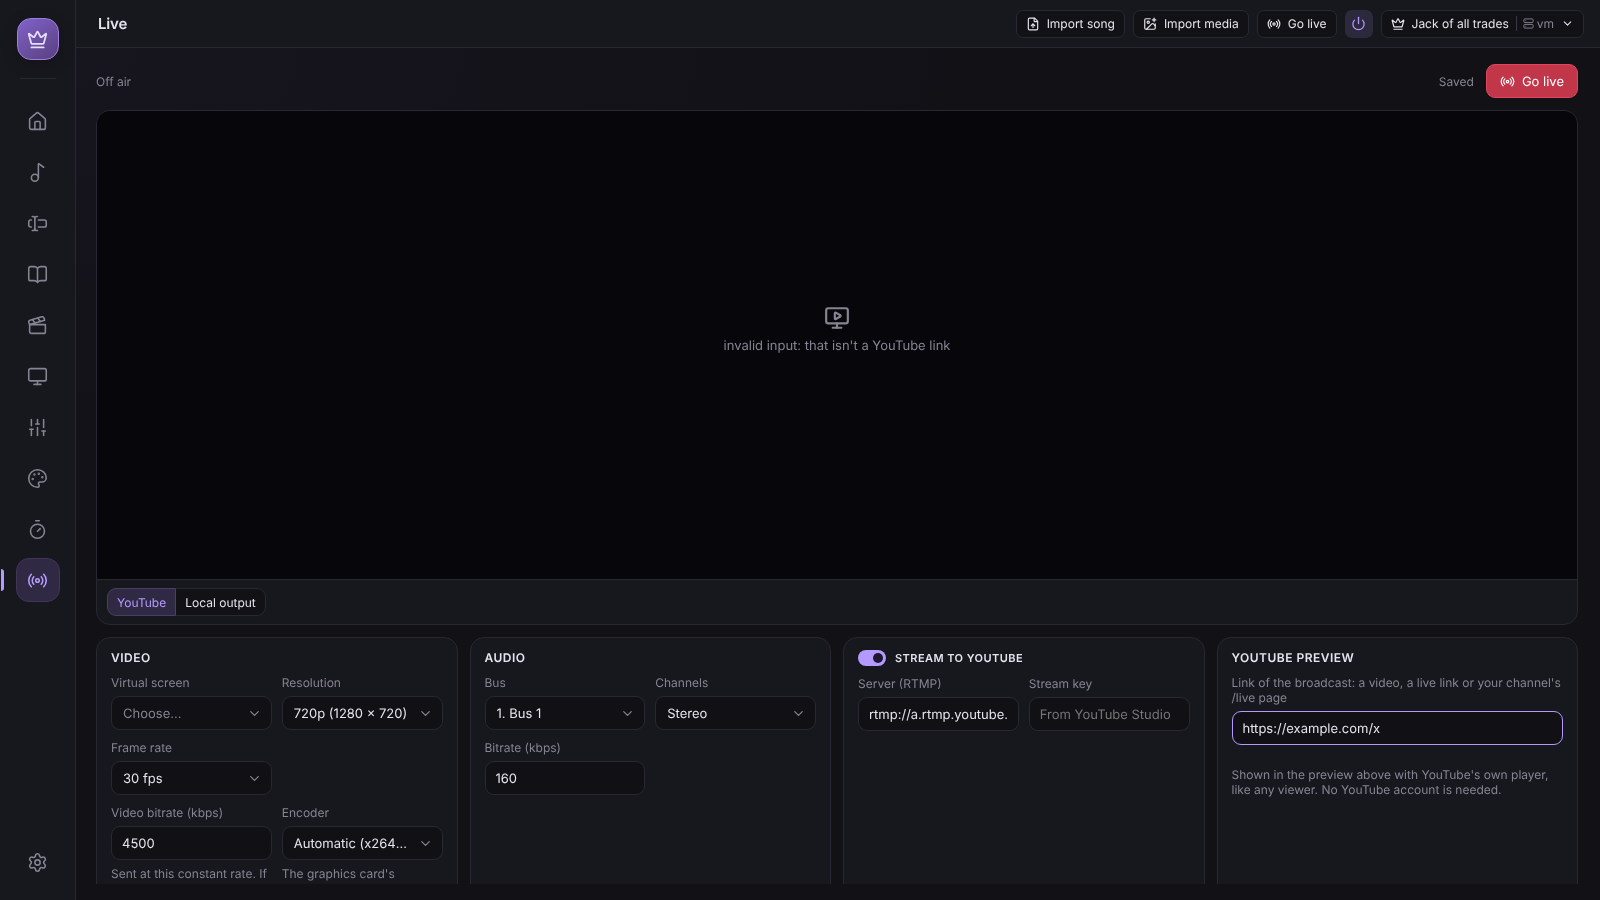 Live
Import song
Import media
Go live
Jack of all trades
vm
Off air
Saved
Go live
invalid input: that isn't a YouTube link
YouTube
Local output
VIDEO
Virtual screen
Resolution
Choose...
720p (1280 × 720)
Frame rate
30 fps
Video bitrate (kbps)
Encoder
4500
Automatic (x264...
Sent at this constant rate. If
The graphics card's
AUDIO
Bus
Channels
1. Bus 1
Stereo
Bitrate (kbps)
160
STREAM TO YOUTUBE
Server (RTMP)
Stream key
rtmp://a.rtmp.youtube.
From YouTube Studio
YOUTUBE PREVIEW
Link of the broadcast: a video, a live link or your channel's
/live page
https://example.com/x
Shown in the preview above with YouTube's own player,
like any viewer. No YouTube account is needed.